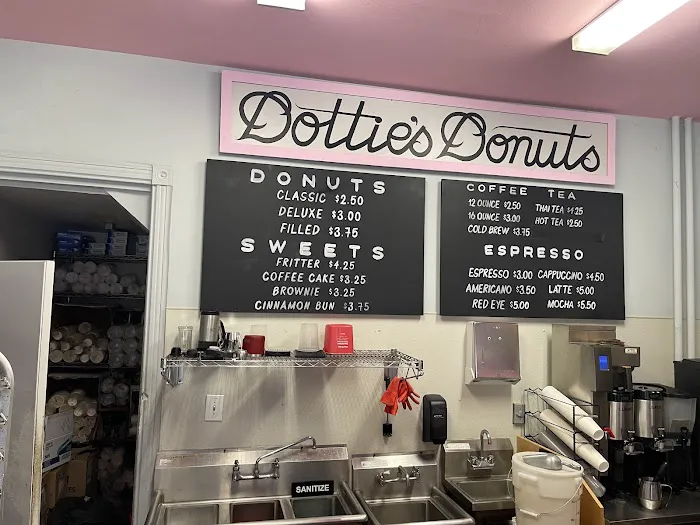 Dottie's Donuts
DONUTS
CLASSIC $2.50
DELUXE $3.00
FILLED $3.75
SWEETS
FRITTER $4.25
COFFEE CAKE $3.25
BROWNIE $3.25
CINNAMON BUN $3.75
COFFEE TEA
12 OUNCE $2.50 THAI TEA $4.25
16 OUNCE $3.00 HOT TEA $2.50
COLD BREW $3.75
ESPRESSO
ESPRESSO $3.00 CAPPUCCINO $4.50
AMERICANO $3.50 LATTE $5.00
RED EYE $5.00 MOCHA $5.50
SANITIZE